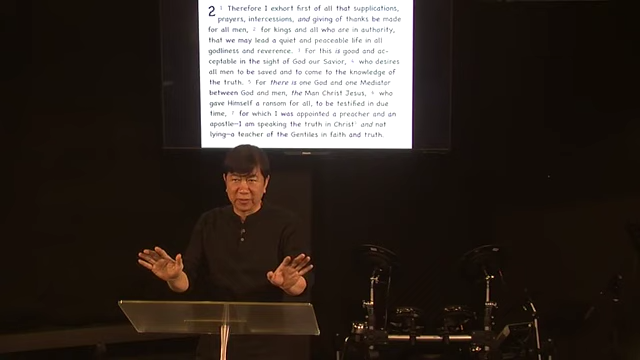 2 1 Therefore I exhort first of all that supplications,
prayers, intercessions, and giving of thanks be made
for all men, 2 for kings and all who are in authority,
that we may lead a quiet and peaceable life in all
godliness and reverence. 3 For this is good and ac-
ceptable in the sight of God our Savior, 4 who desires
all men to be saved and to come to the knowledge of
the truth. 5 For there is one God and one Mediator
between God and men, the Man Christ Jesus, 6 who
gave Himself a ransom for all, to be testified in due
time, 7 for which I was appointed a preacher and an
apostle—I am speaking the truth in Christ and not
lying—a teacher of the Gentiles in faith and truth.